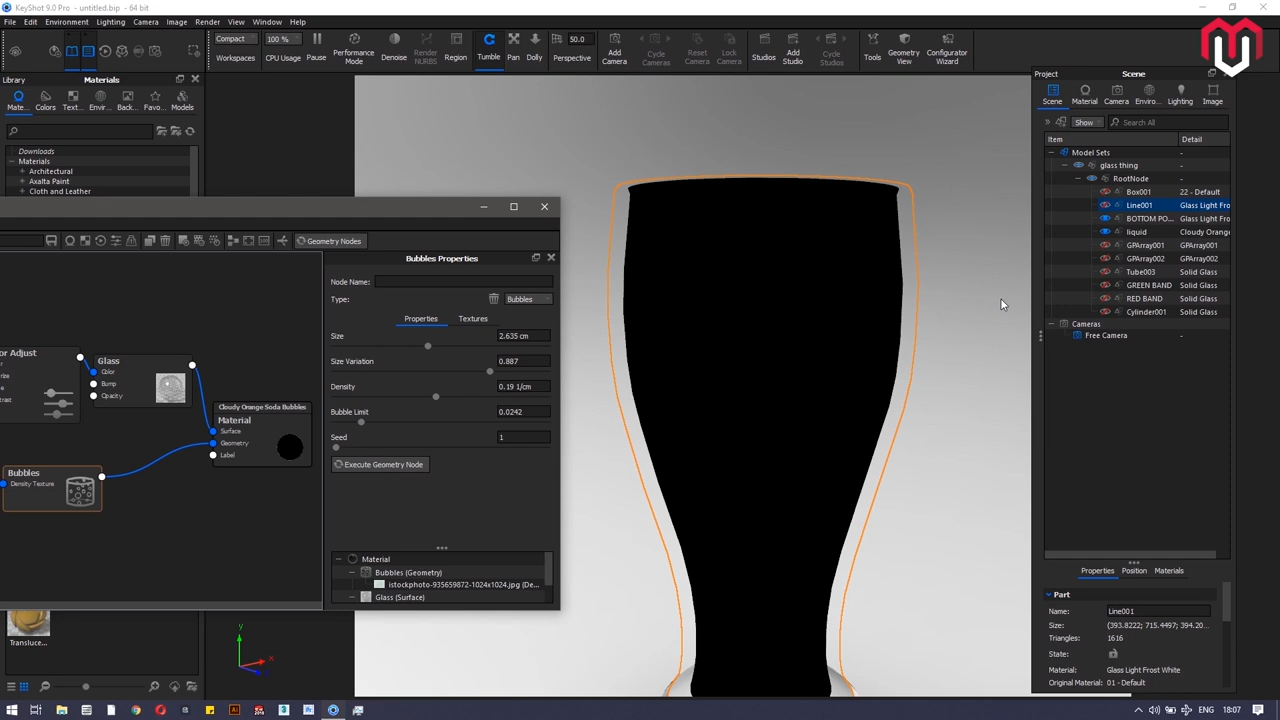 KeyShot 9.0 Pro - untitled.bip - 64 bit
File Edit Environment Lighting Camera Image Render View Window Help
Compact 100 % 50.0
Workspaces CPU Usage Pause Performance Mode Denoise Render NURBS Region Tumble Pan Dolly Perspective Add Camera Cycle Cameras Reset Camera Lock Camera Studios Add Studio Cycle Studios Tools Geometry View Configurator Wizard
Library Materials
Mate... Colors Text... Envir... Back... Favo... Models
Downloads
Materials
Architectural
Axalta Paint
Cloth and Leather
Geometry Nodes
Bubbles Properties
Node Name:
Type: Bubbles
Properties Textures
Size 2.635 cm
Size Variation 0.887
Density 0.19 1/cm
Bubble Limit 0.0242
Seed 1
Execute Geometry Node
Material
Bubbles (Geometry)
istockphoto-935659872-1024x1024.jpg (De...
Glass (Surface)
or Adjust
Glass
Color
Bump
Opacity
Cloudy Orange Soda Bubbles
Material
Surface
Geometry
Label
Bubbles
Density Texture
Transluce...
y
x
z
Project Scene
Scene Material Camera Enviro... Lighting Image
Show Search All
Item Detail
Model Sets -
glass thing -
RootNode -
Box001 22 - Default
Line001 Glass Light Fro
BOTTOM PO... Glass Light Fro
liquid Cloudy Orange
GPArray001 GPArray001
GPArray002 GPArray001
Tube003 Solid Glass
GREEN BAND Solid Glass
RED BAND Solid Glass
Cylinder001 Solid Glass
Cameras -
Free Camera -
Properties Position Materials
Part
Name: Line001
Size: (393.8222; 715.4497; 394.20...
Triangles: 1616
State:
Material: Glass Light Frost White
Original Material: 01 - Default
ENG 18:07